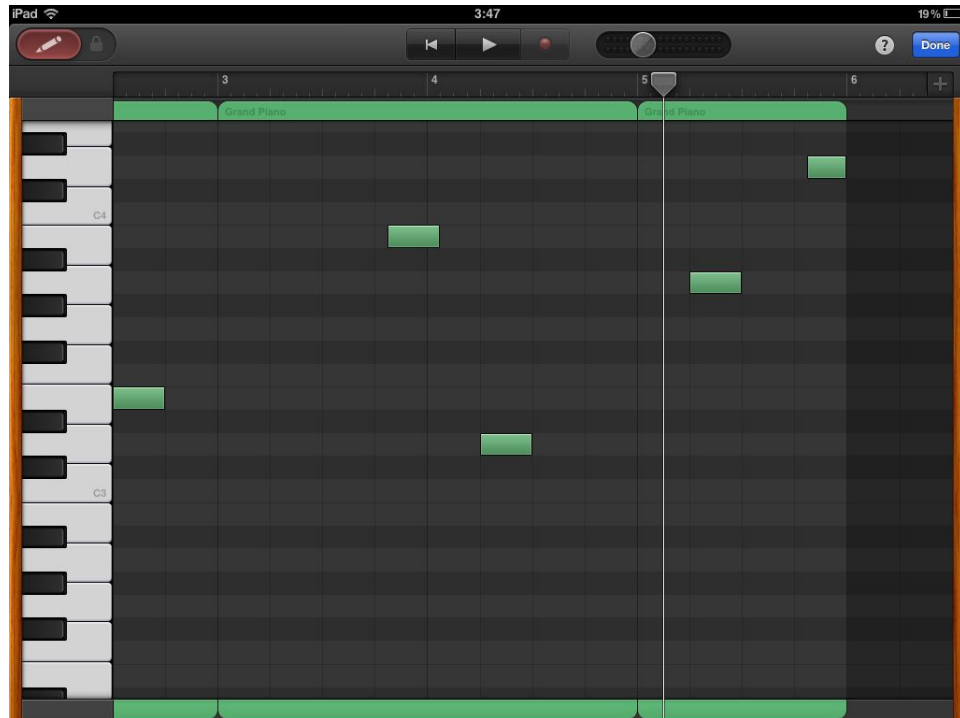 iPad 3:47 19%
? Done
3 4 5 6 +
Grand Piano Grand Piano
C4
C3